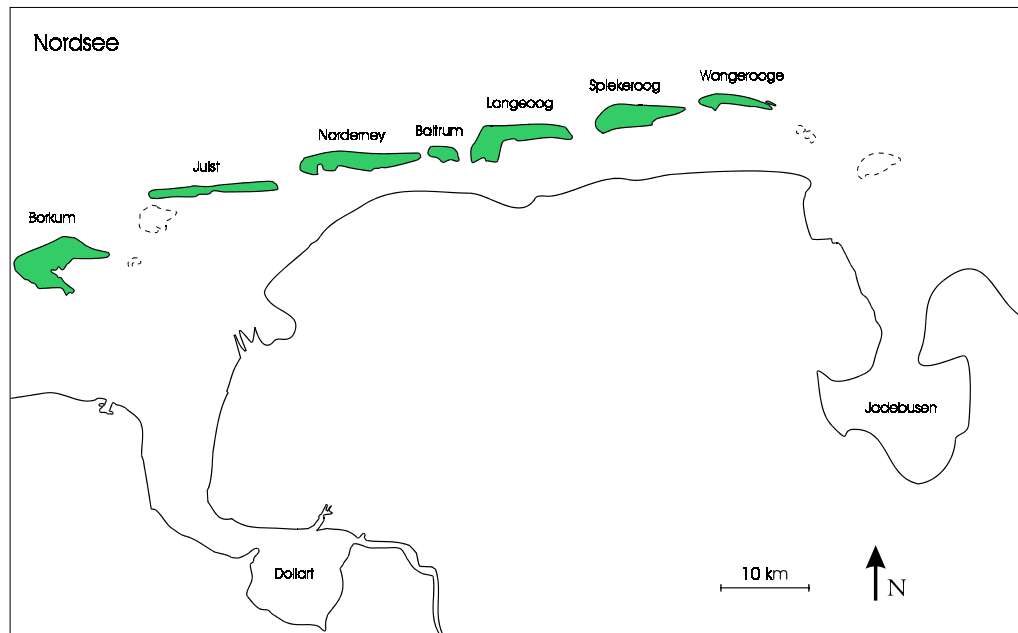 Nordsee
Wangerooge
Spiekeroog
Langeoog
Baltrum
Norderney
Juist
Borkum
Jadebusen
Dollart
10 km
N